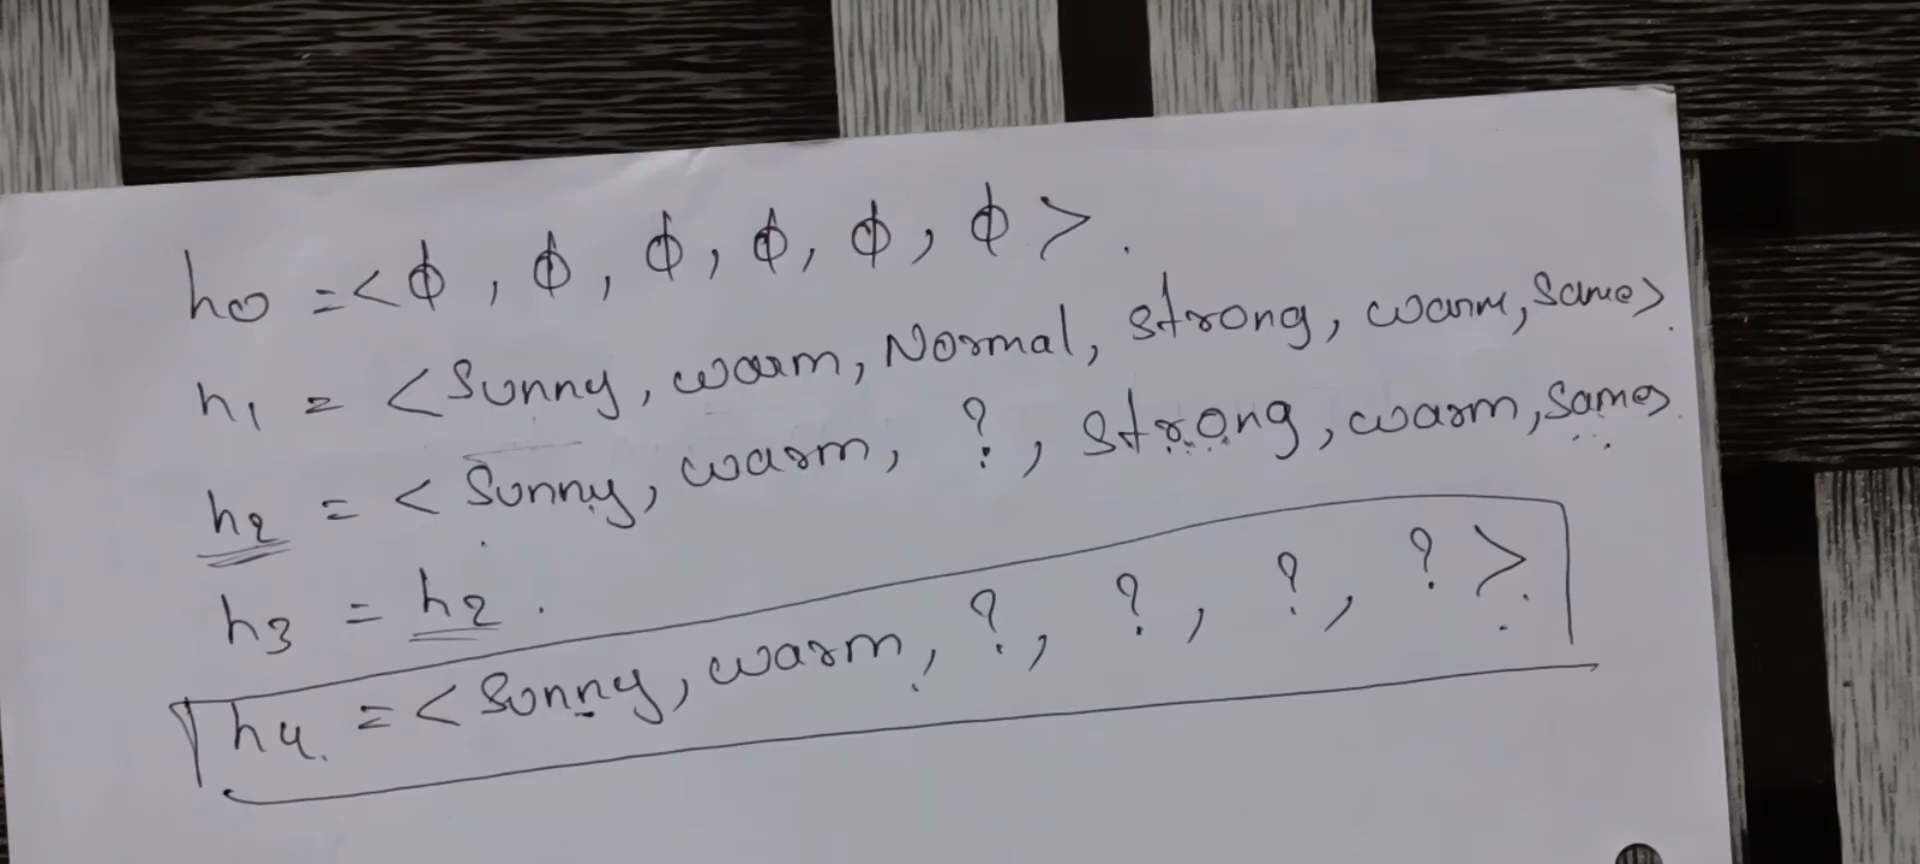 h0 = <ϕ, ϕ, ϕ, ϕ, ϕ, ϕ>.
h1 = <Sunny, warm, Normal, strong, warm, Same>.
h2 = <Sunny, warm, ?, strong, warm, Same>.
h3 = h2.
h4. = <Sunny, warm, ?, ?, ?, ?>.